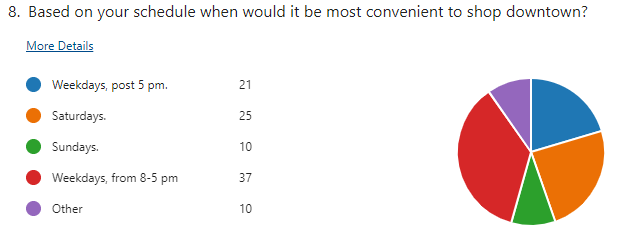 8. Based on your schedule when would it be most convenient to shop downtown?
More Details
Weekdays, post 5 pm. 21
Saturdays. 25
Sundays. 10
Weekdays, from 8-5 pm 37
Other 10